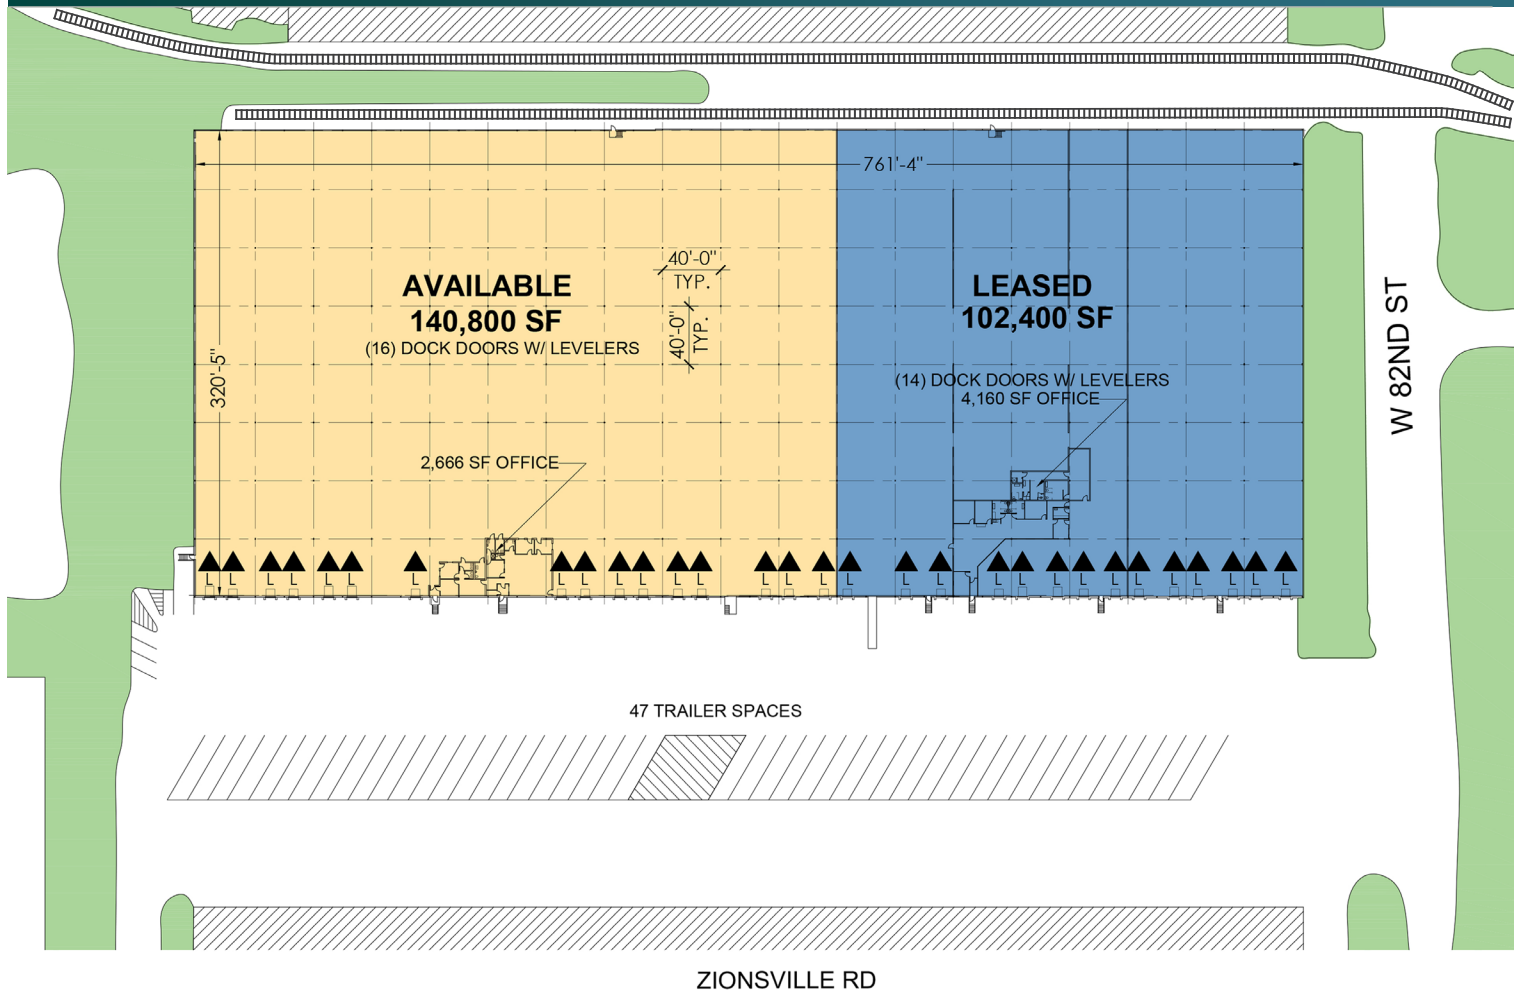 761'-4"
40'-0"
TYP.
40'-0"
TYP.
320'-5"
AVAILABLE
140,800 SF
(16) DOCK DOORS W/ LEVELERS
2,666 SF OFFICE
LEASED
102,400 SF
(14) DOCK DOORS W/ LEVELERS
4,160 SF OFFICE
W 82ND ST
L L L L L L L L L L L L L L L L L L L L L L L L L L L L L L
47 TRAILER SPACES
ZIONSVILLE RD